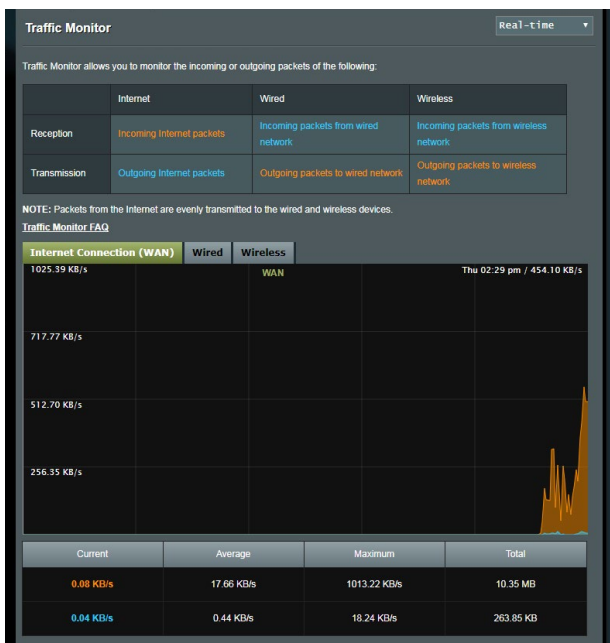 Traffic Monitor
Real-time
Traffic Monitor allows you to monitor the incoming or outgoing packets of the following:
Internet Wired Wireless
Reception Incoming Internet packets Incoming packets from wired network Incoming packets from wireless network
Transmission Outgoing Internet packets Outgoing packets to wired network Outgoing packets to wireless network
NOTE: Packets from the Internet are evenly transmitted to the wired and wireless devices.
Traffic Monitor FAQ
Internet Connection (WAN) Wired Wireless
1025.39 KB/s WAN Thu 02:29 pm / 454.10 KB/s
717.77 KB/s
512.70 KB/s
256.35 KB/s
Current Average Maximum Total
0.08 KB/s 17.66 KB/s 1013.22 KB/s 10.35 MB
0.04 KB/s 0.44 KB/s 18.24 KB/s 263.85 KB